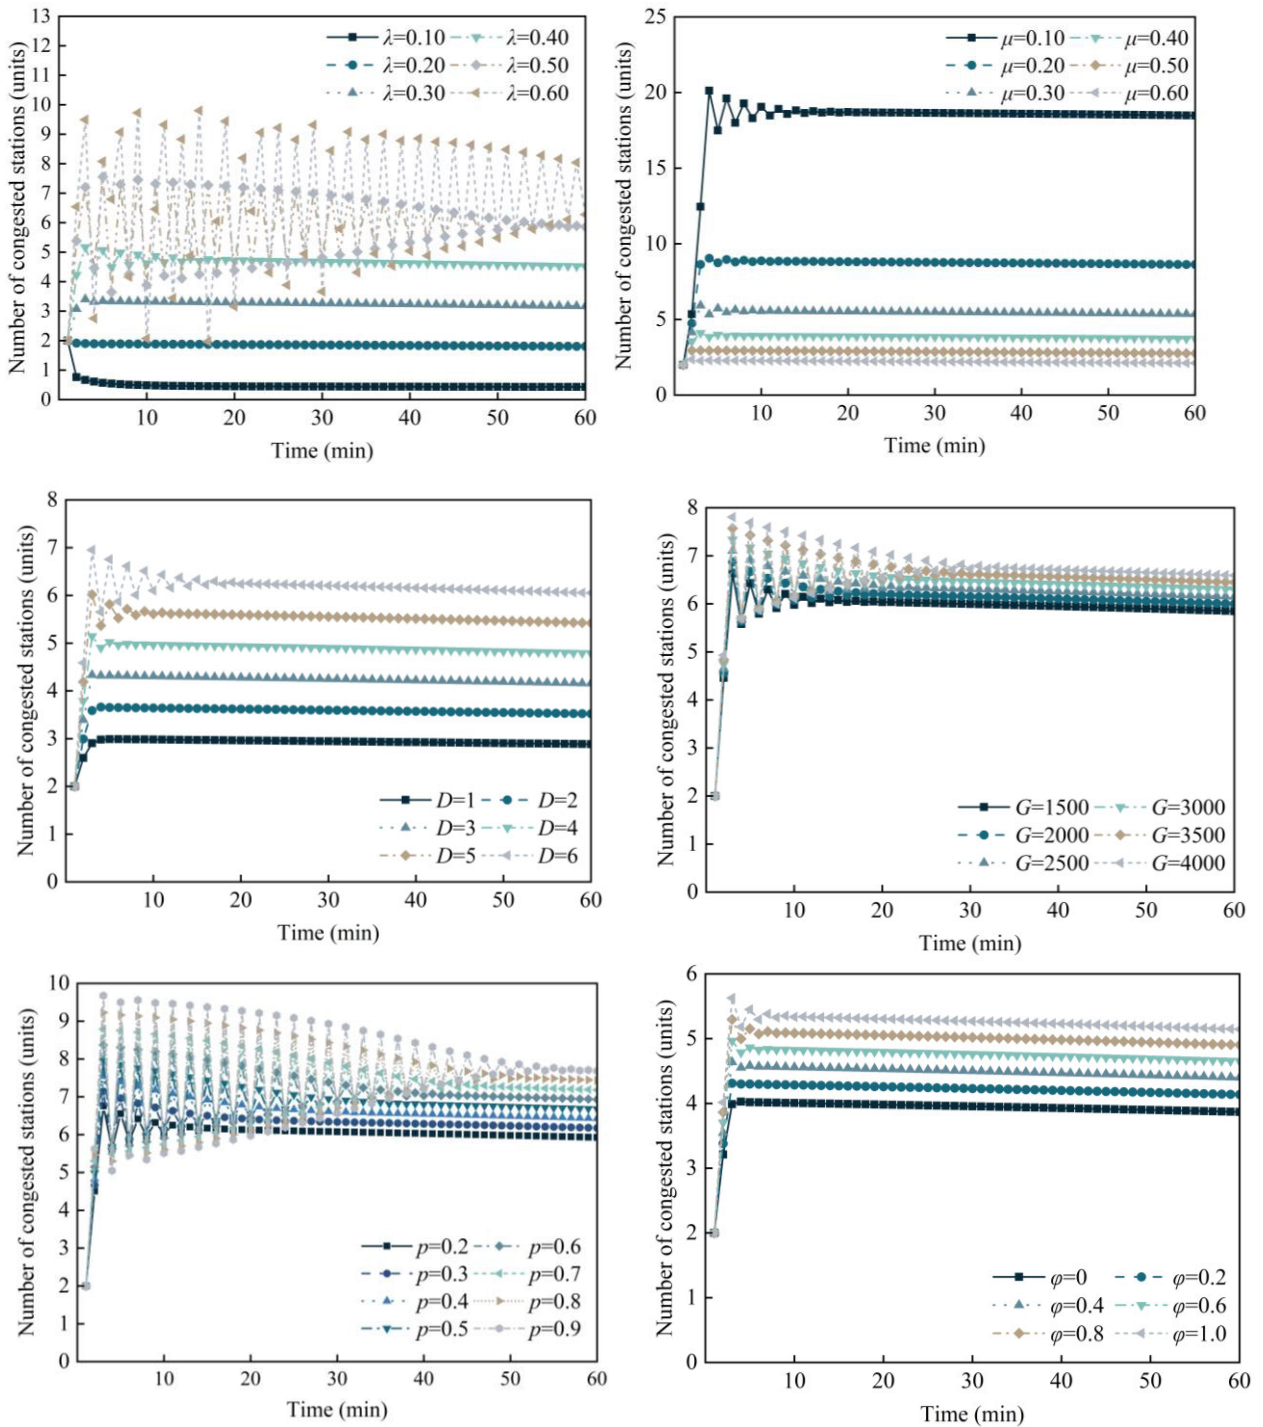 13
12
11
10
9
8
7
6
5
4
3
2
1
0
10 20 30 40 50 60
Number of congested stations (units)
Time (min)
λ=0.10 λ=0.40
λ=0.20 λ=0.50
λ=0.30 λ=0.60
25
20
15
10
5
0
10 20 30 40 50 60
Number of congested stations (units)
Time (min)
μ=0.10 μ=0.40
μ=0.20 μ=0.50
μ=0.30 μ=0.60
8
7
6
5
4
3
2
1
0
10 20 30 40 50 60
Number of congested stations (units)
Time (min)
D=1 D=2
D=3 D=4
D=5 D=6
8
7
6
5
4
3
2
1
0
10 20 30 40 50 60
Number of congested stations (units)
Time (min)
G=1500 G=3000
G=2000 G=3500
G=2500 G=4000
10
9
8
7
6
5
4
3
2
1
0
10 20 30 40 50 60
Number of congested stations (units)
Time (min)
p=0.2 p=0.6
p=0.3 p=0.7
p=0.4 p=0.8
p=0.5 p=0.9
6
5
4
3
2
1
0
10 20 30 40 50 60
Number of congested stations (units)
Time (min)
φ=0 φ=0.2
φ=0.4 φ=0.6
φ=0.8 φ=1.0